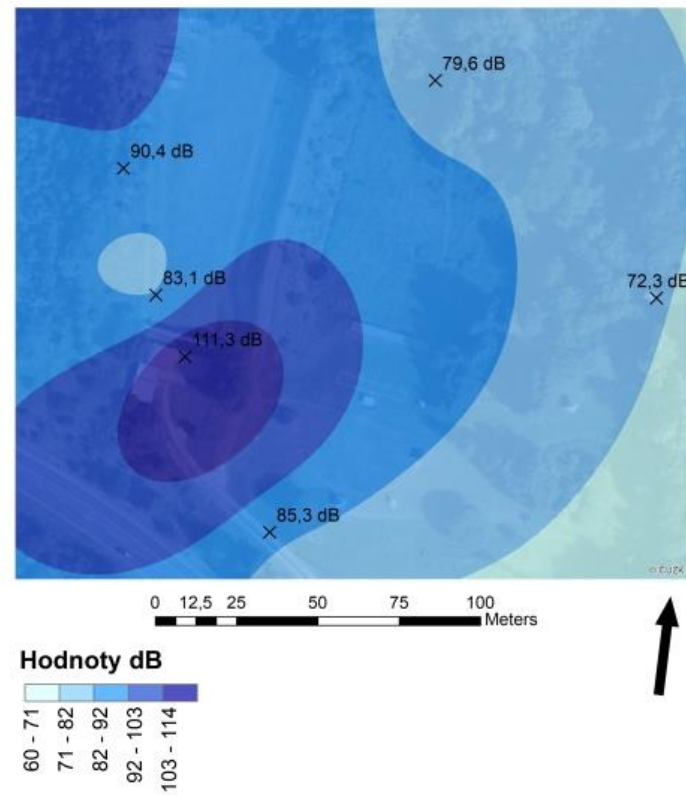 79,6 dB
90,4 dB
83,1 dB
72,3 dB
111,3 dB
85,3 dB
© ČÚZK
0 12,5 25 50 75 100
Meters
Hodnoty dB
60 - 71
71 - 82
82 - 92
92 - 103
103 - 114